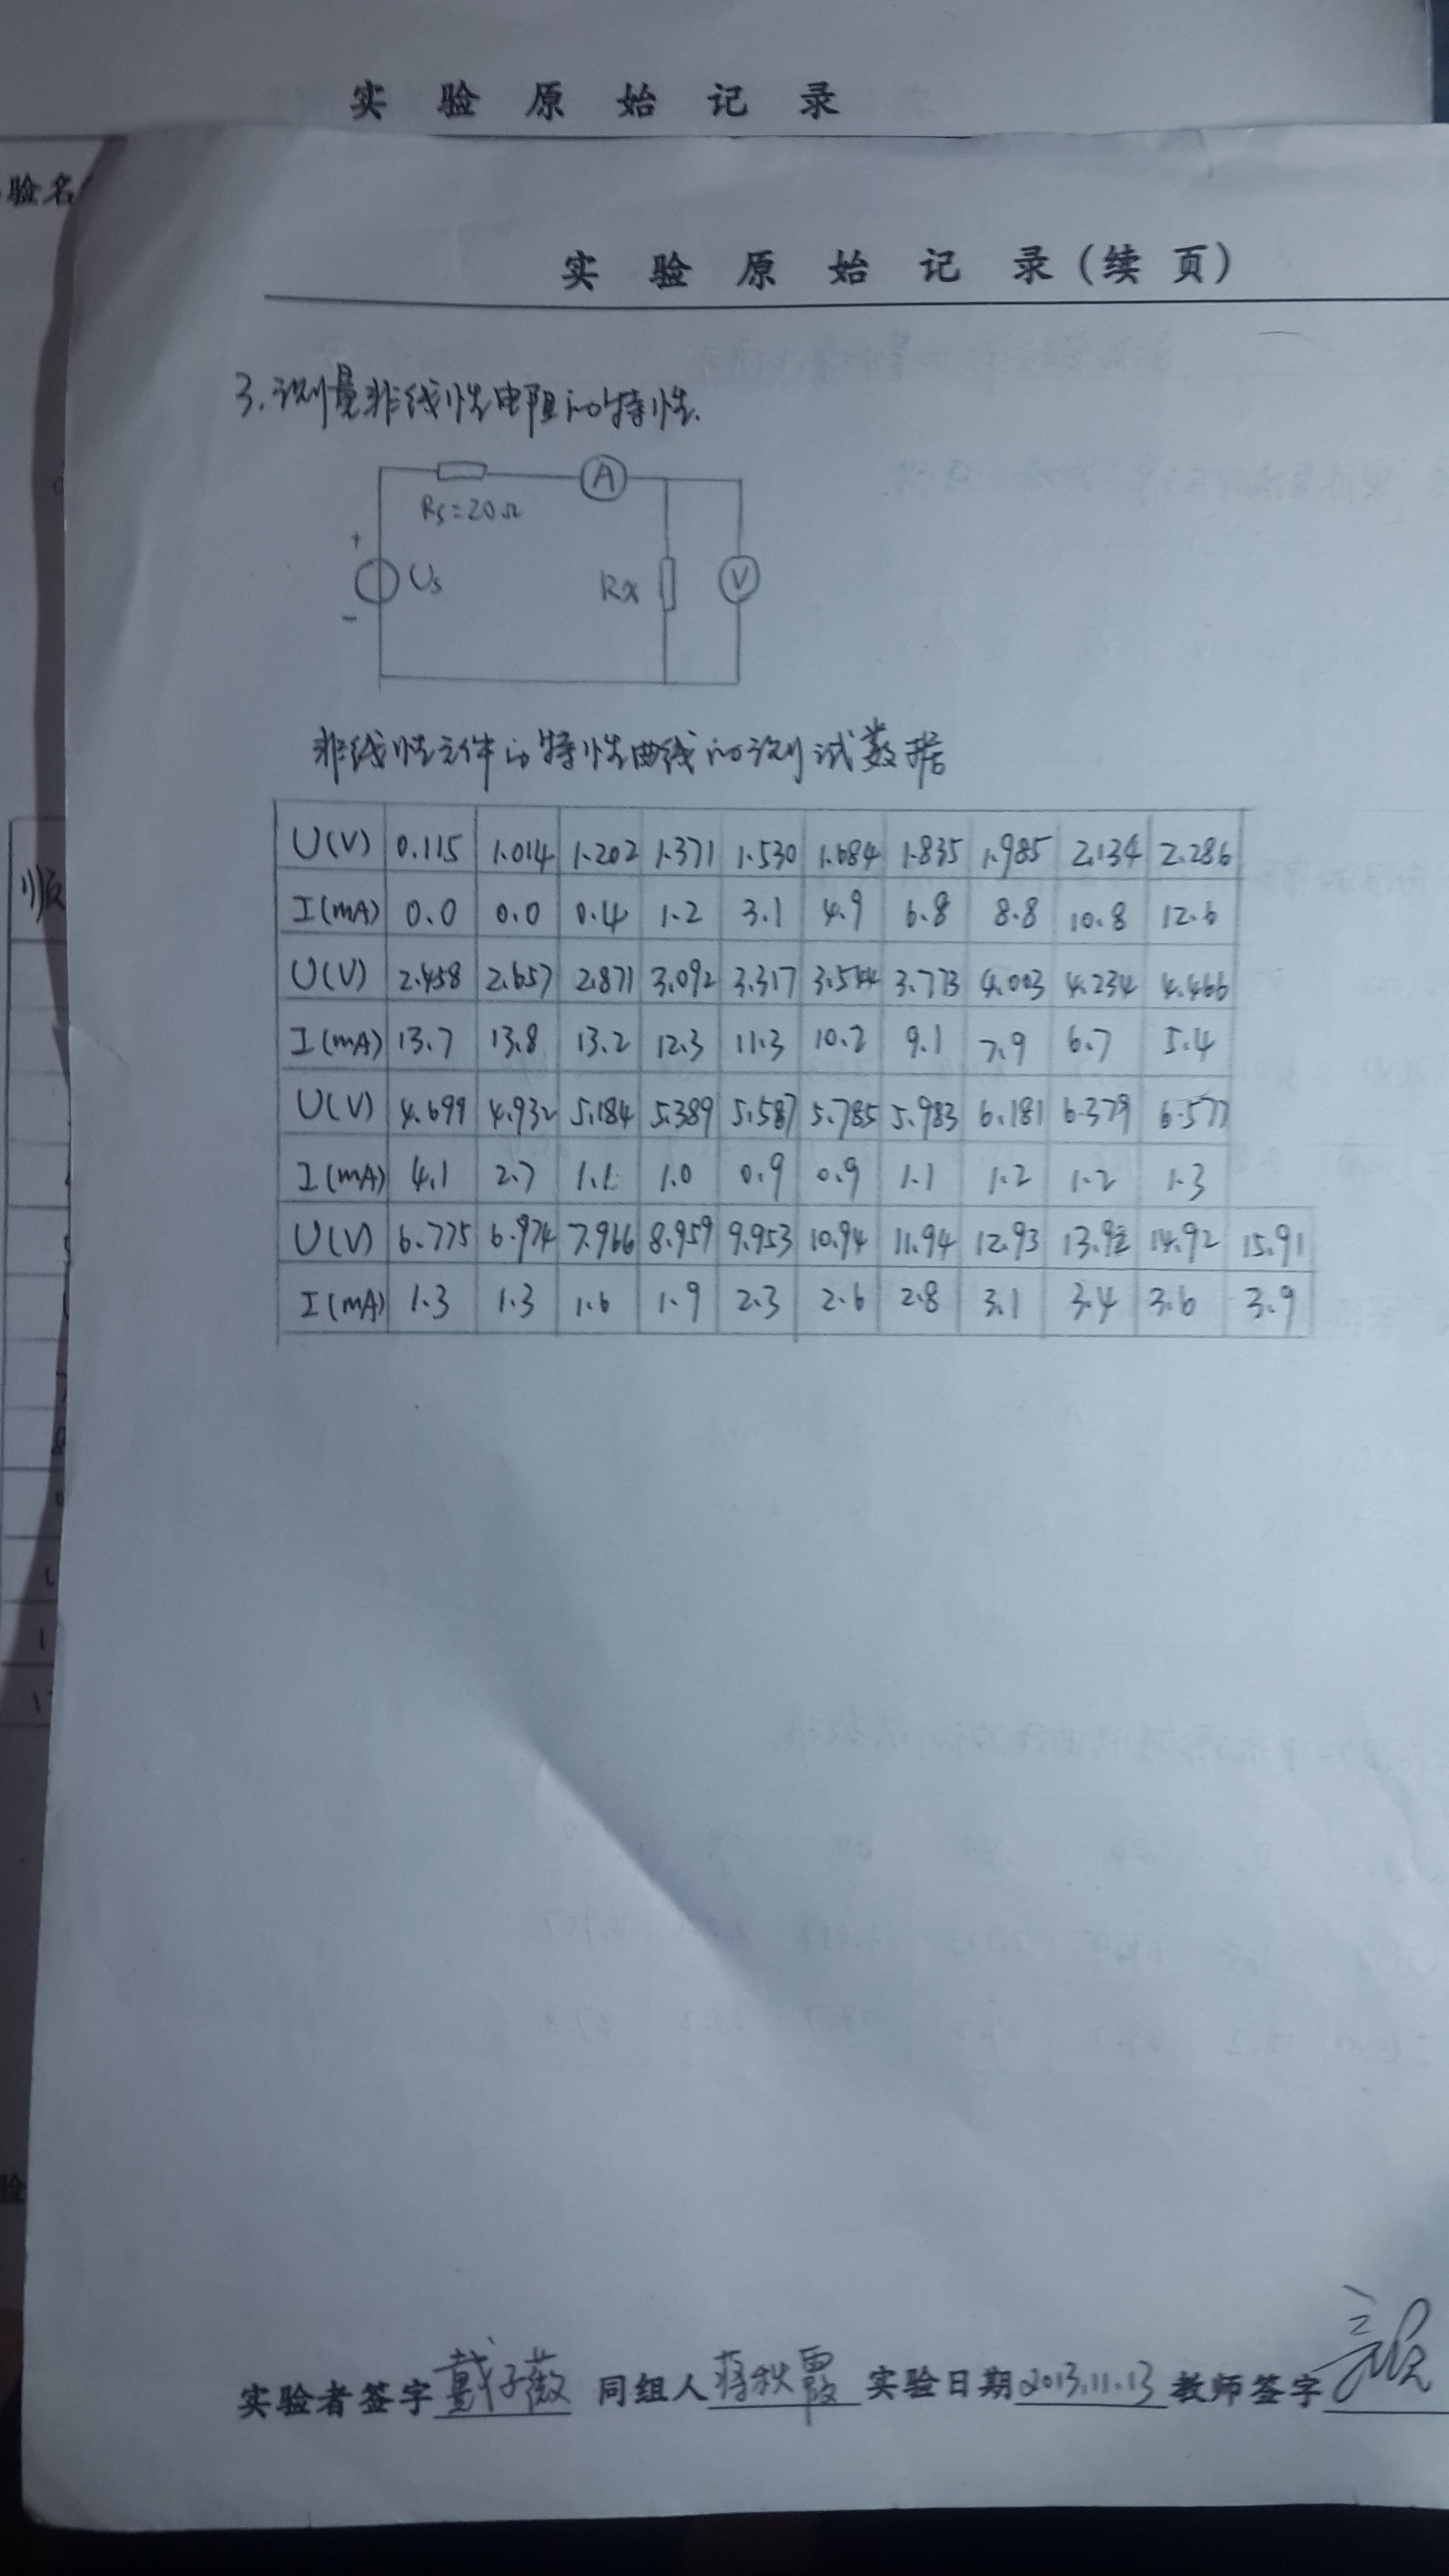 实验原始记录
验名
实验原始记录(续页)
3.测量非线性电阻的特性.
A
Rs=20Ω
+
Us
Rx
V
-
非线性元件的特性曲线的测试数据
U(V) 0.115 1.014 1.202 1.371 1.530 1.684 1.835 1.985 2.134 2.286
I(mA) 0.0 0.0 0.4 1.2 3.1 4.9 6.8 8.8 10.8 12.6
U(V) 2.458 2.657 2.871 3.092 3.317 3.544 3.773 4.003 4.234 4.466
I(mA) 13.7 13.8 13.2 12.3 11.3 10.2 9.1 7.9 6.7 5.4
U(V) 4.699 4.932 5.184 5.389 5.587 5.785 5.983 6.181 6.379 6.577
I(mA) 4.1 2.7 1.1 1.0 0.9 0.9 1.1 1.2 1.2 1.3
U(V) 6.775 6.974 7.966 8.959 9.953 10.94 11.94 12.93 13.92 14.92 15.91
I(mA) 1.3 1.3 1.6 1.9 2.3 2.6 2.8 3.1 3.4 3.6 3.9
实验者签字 戴子薇 同组人 蒋秋霞 实验日期 2013.11.13 教师签字